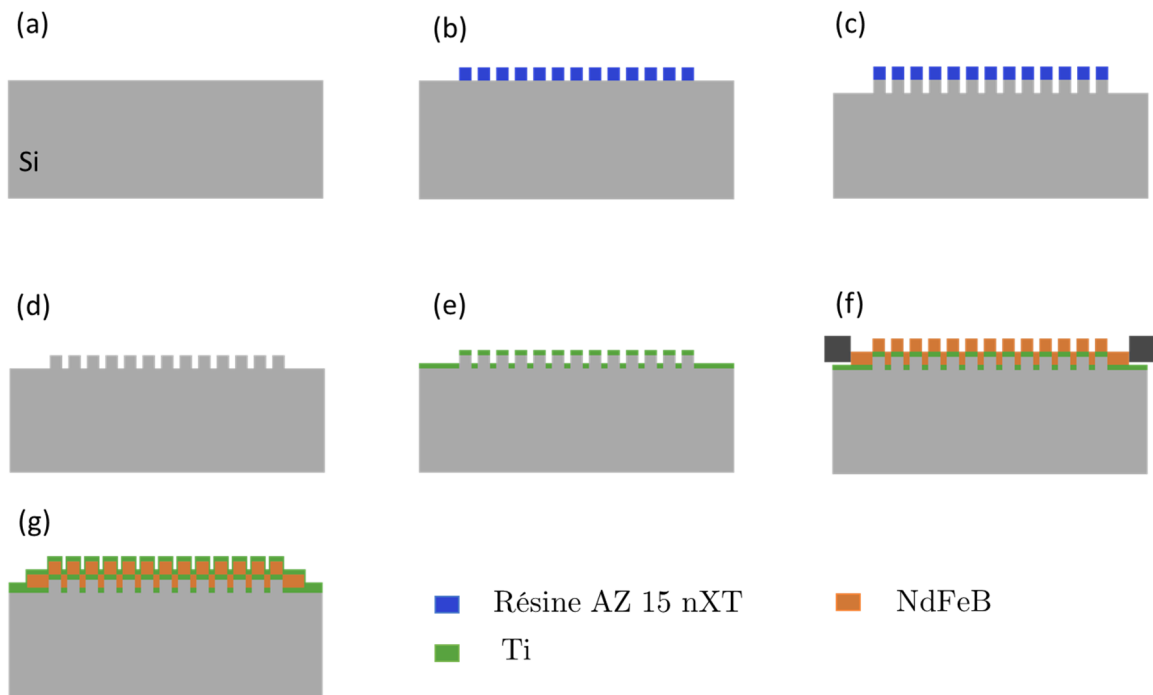 (a)
(b)
(c)
Si
(d)
(e)
(f)
(g)
Résine AZ 15 nXT
NdFeB
Ti